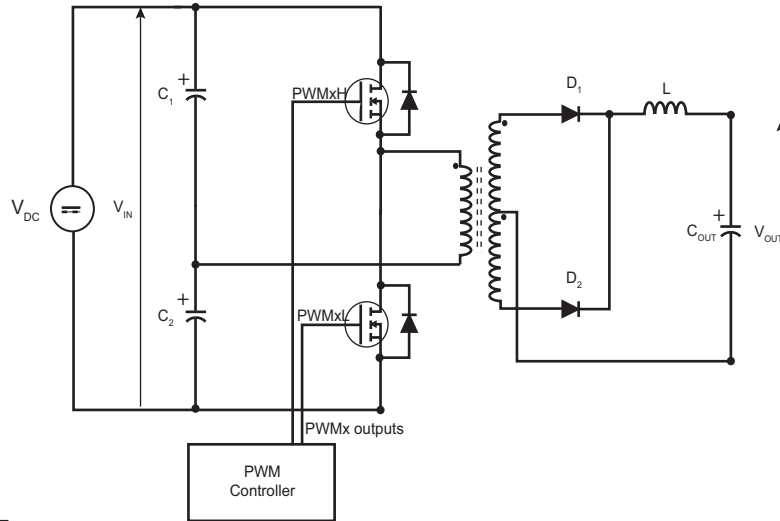 +
C1
PWMxH
D1
L
VDC
VIN
+
COUT
VOUT
+
C2
PWMxL
D2
PWMx outputs
PWM
Controller